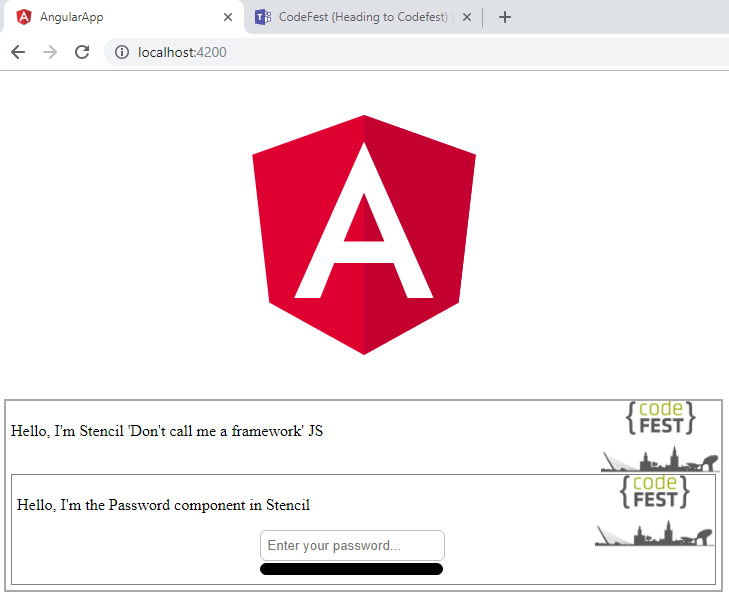 AngularApp
CodeFest (Heading to Codefest)
localhost:4200
A
Hello, I'm Stencil 'Don't call me a framework' JS
{code
FEST}
Hello, I'm the Password component in Stencil
{code
FEST}
Enter your password...